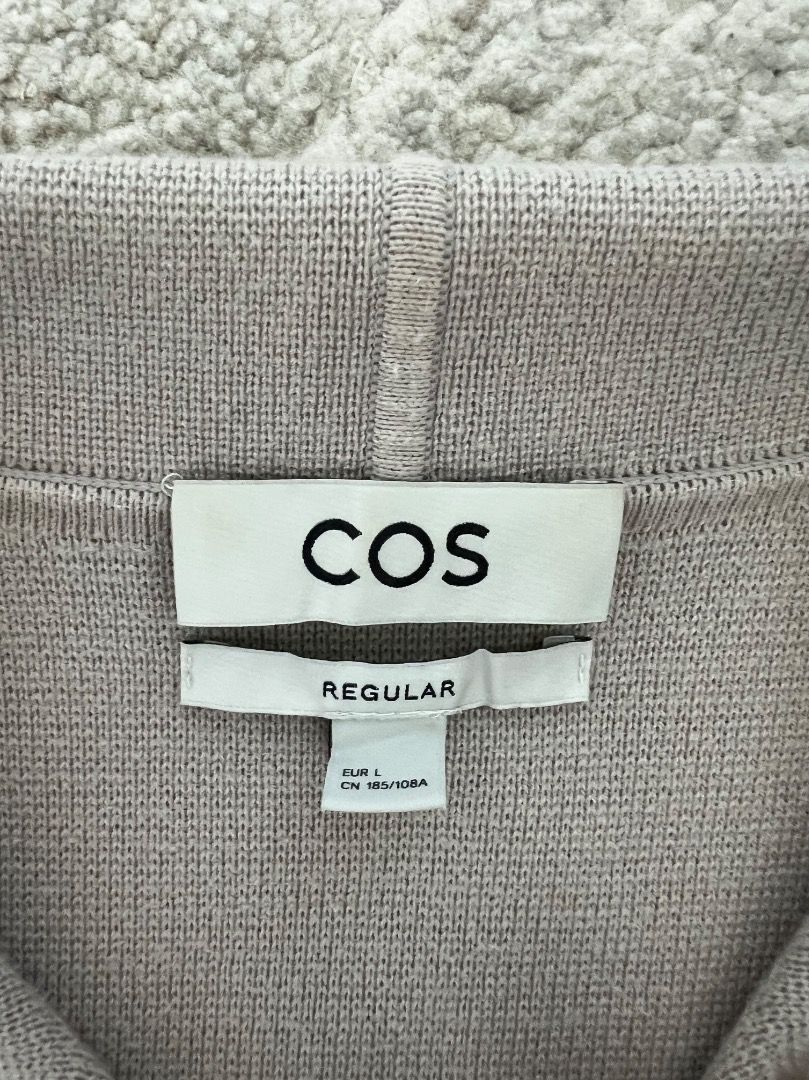 COS
REGULAR
EUR L
CN 185/108A